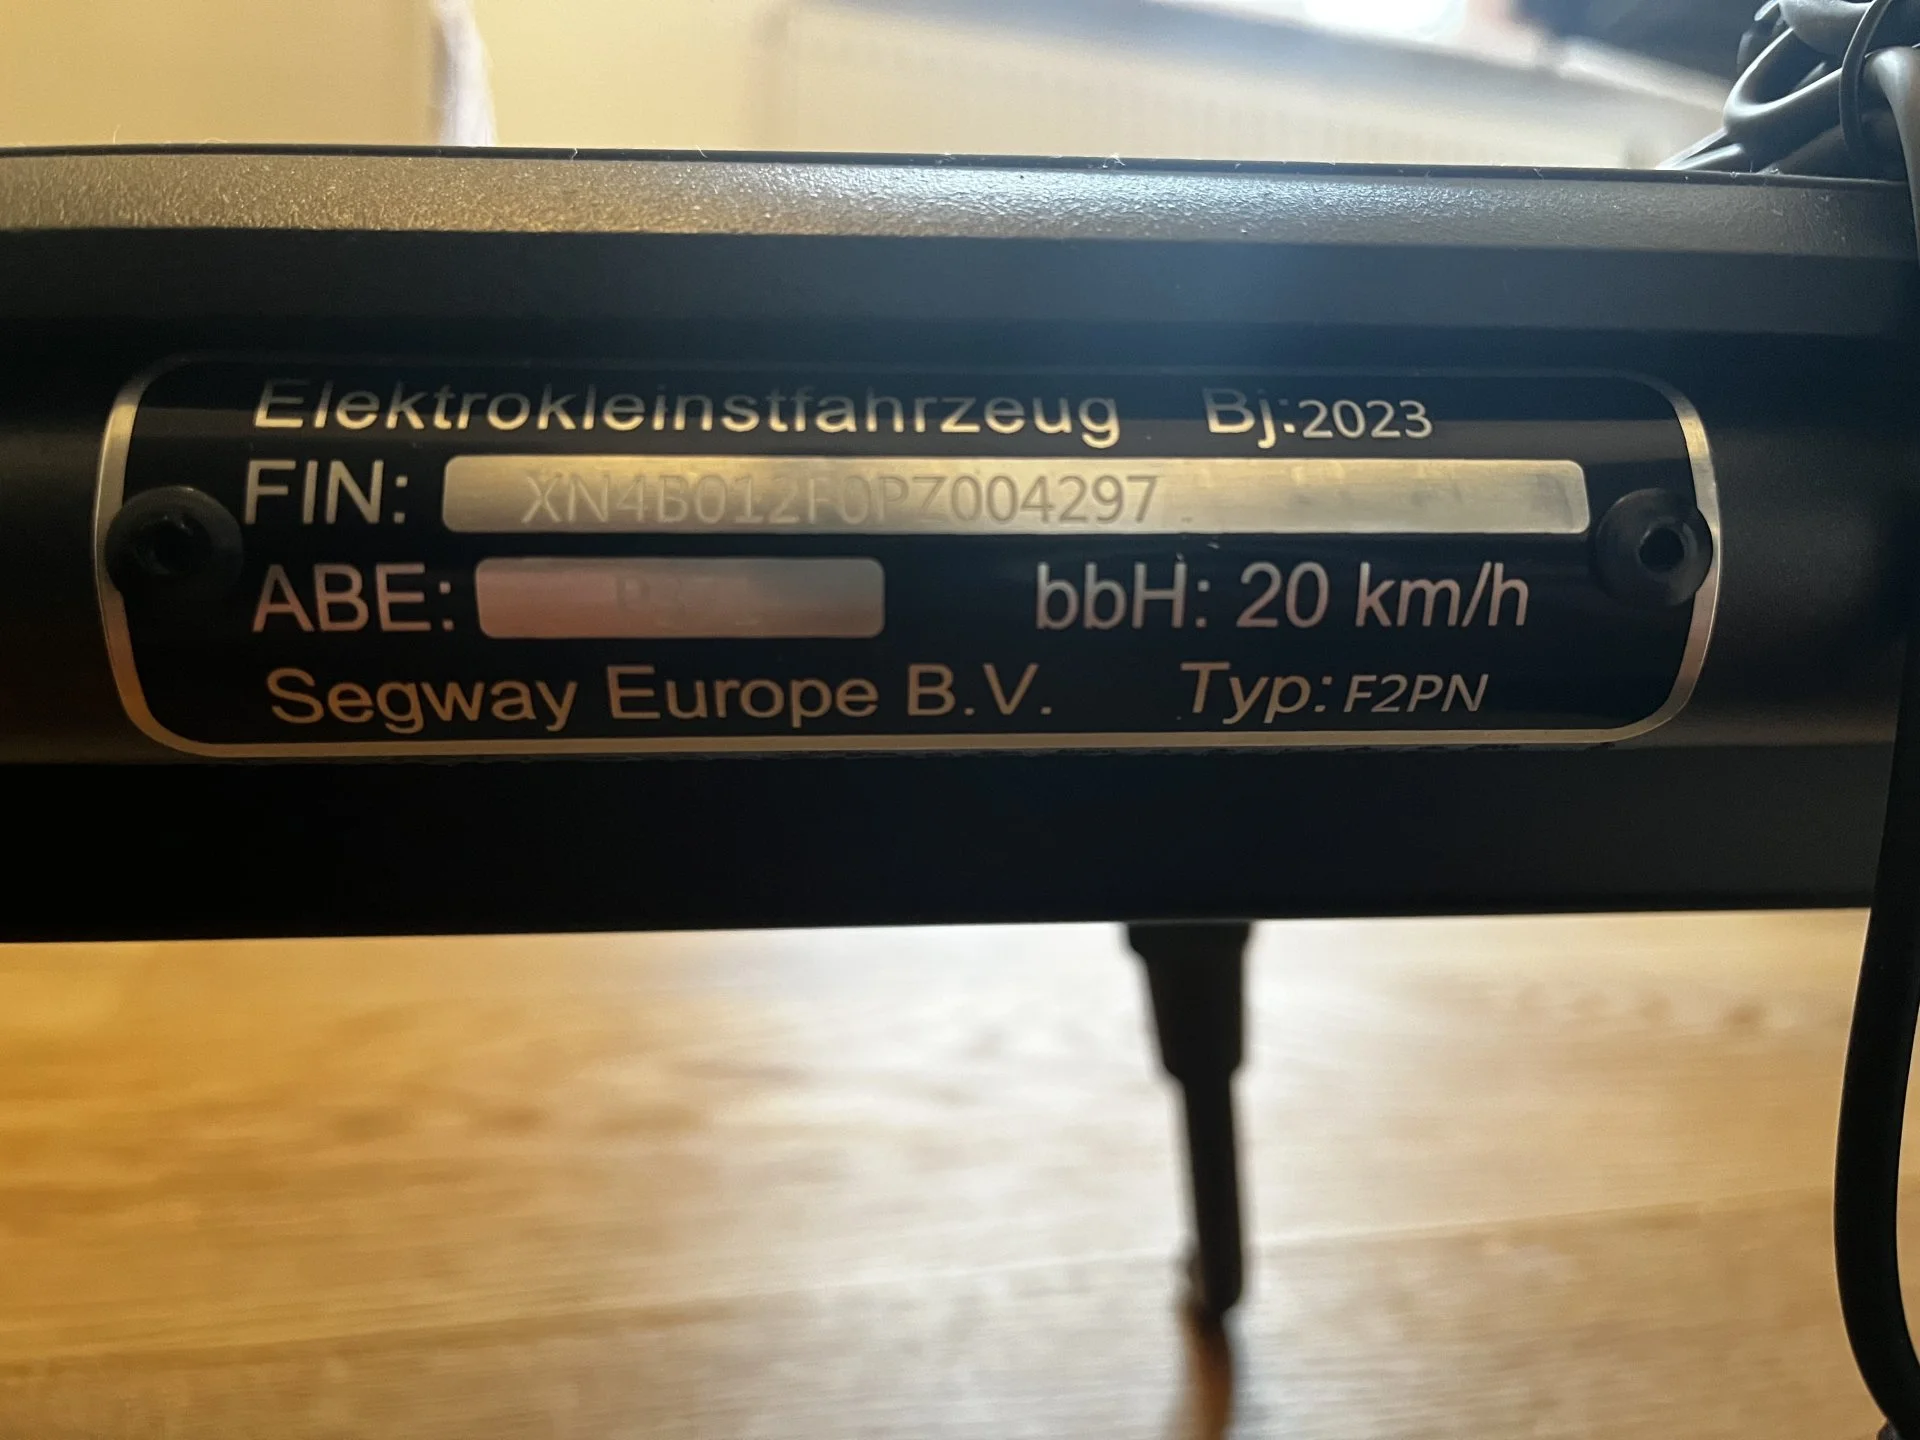 Elektrokleinstfahrzeug Bj:2023
FIN: XN4B012F0PZ004297
ABE: bbH: 20 km/h
Segway Europe B.V. Typ: F2PN